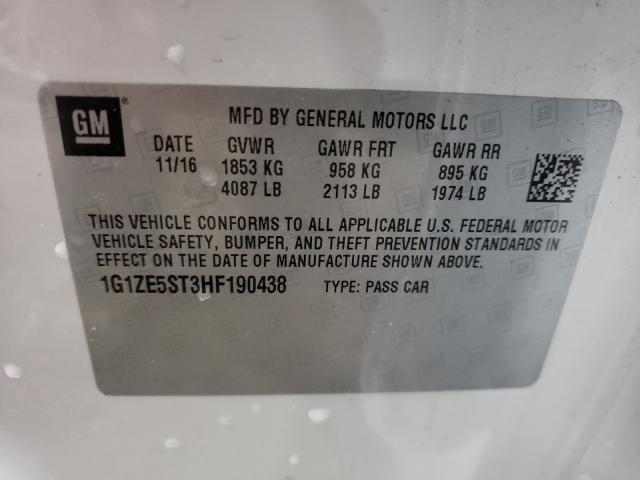 GM ® MFD BY GENERAL MOTORS LLC
DATE GVWR GAWR FRT GAWR RR
11/16 1853 KG 958 KG 895 KG
4087 LB 2113 LB 1974 LB
THIS VEHICLE CONFORMS TO ALL APPLICABLE U.S. FEDERAL MOTOR
VEHICLE SAFETY, BUMPER, AND THEFT PREVENTION STANDARDS IN
EFFECT ON THE DATE OF MANUFACTURE SHOWN ABOVE.
1G1ZE5ST3HF190438 TYPE: PASS CAR